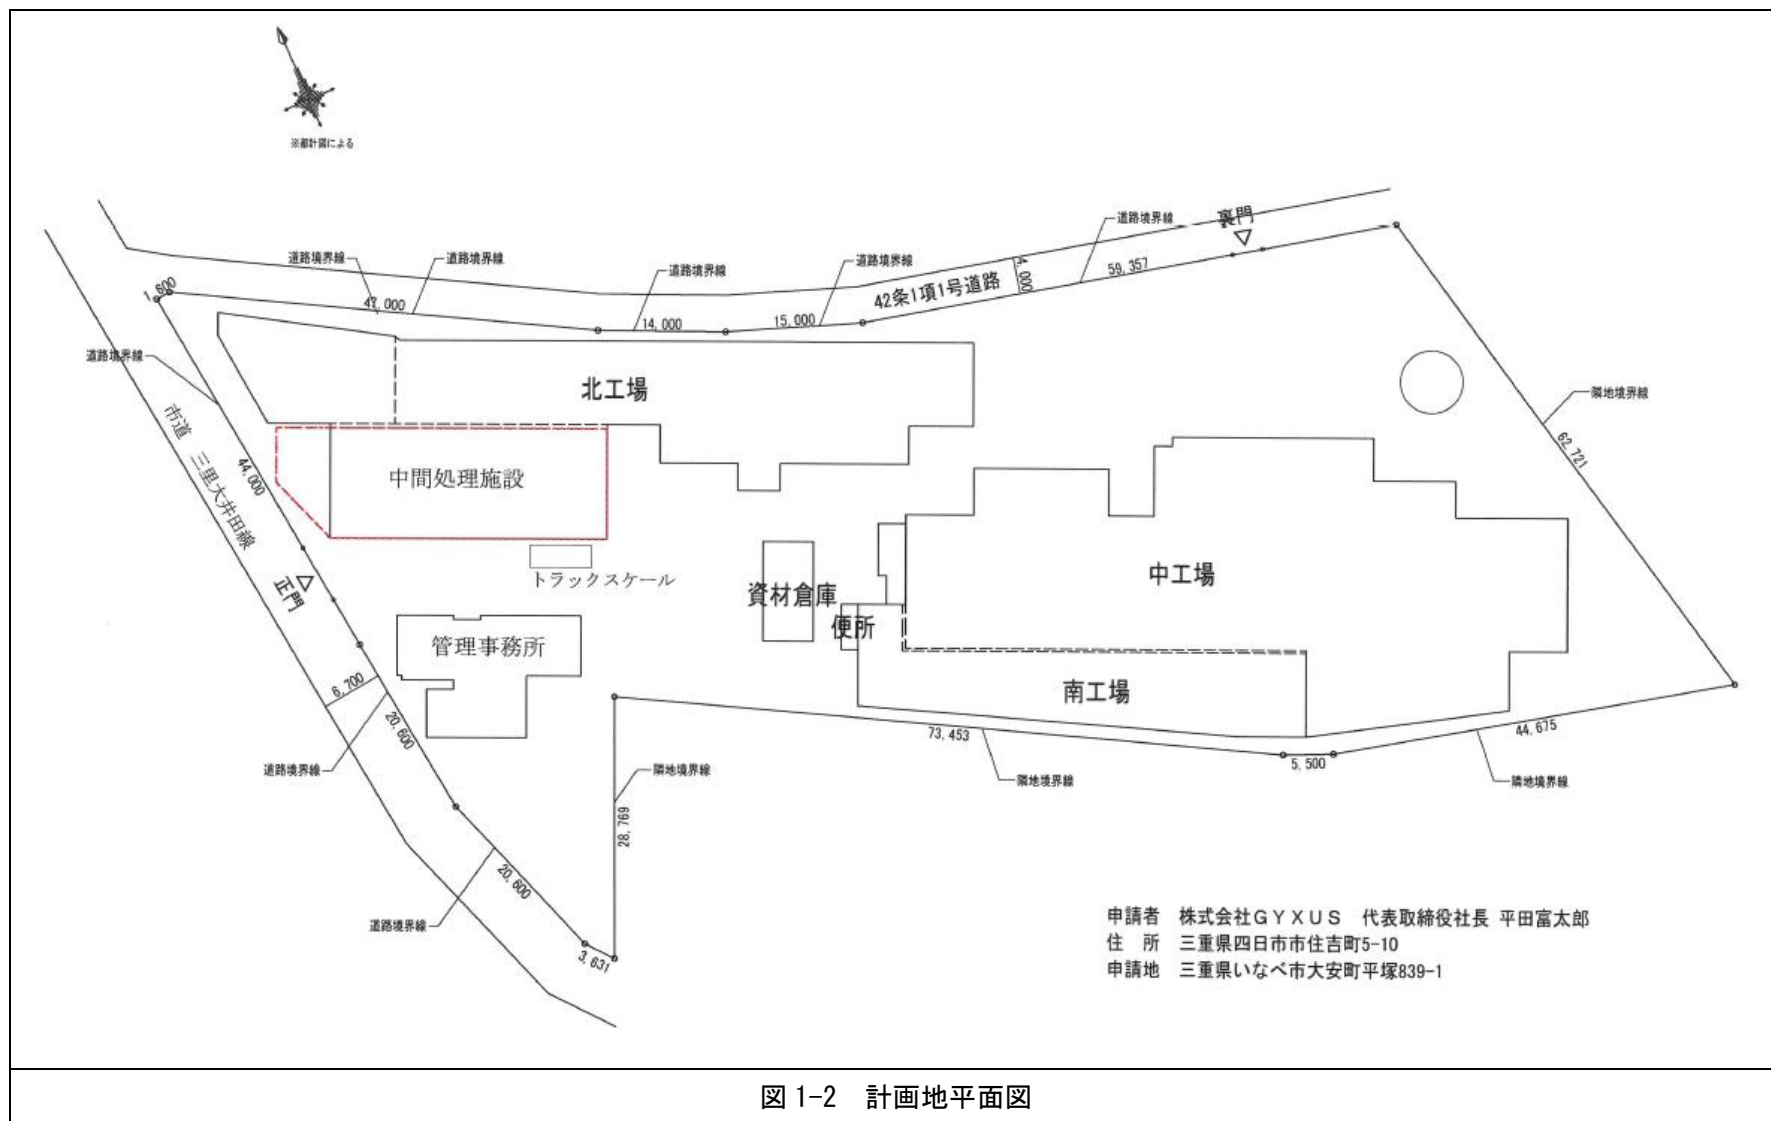 ※都計図による
道路境界線
道路境界線
道路境界線
道路境界線
道路境界線
裏門
1,600
47,000
14,000
15,000
42条1項1号道路
4,000
59,357
道路境界線
北工場
隣地境界線
市道 三里大井田線
44,000
中間処理施設
62,721
トラックスケール
正門
資材倉庫
中工場
便所
管理事務所
6,700
南工場
20,600
道路境界線
73,453
5,500
44,675
隣地境界線
隣地境界線
隣地境界線
28,769
20,600
道路境界線
3,631
申請者 株式会社GYXUS 代表取締役社長 平田富太郎
住 所 三重県四日市市住吉町5-10
申請地 三重県いなべ市大安町平塚839-1
図1-2 計画地平面図